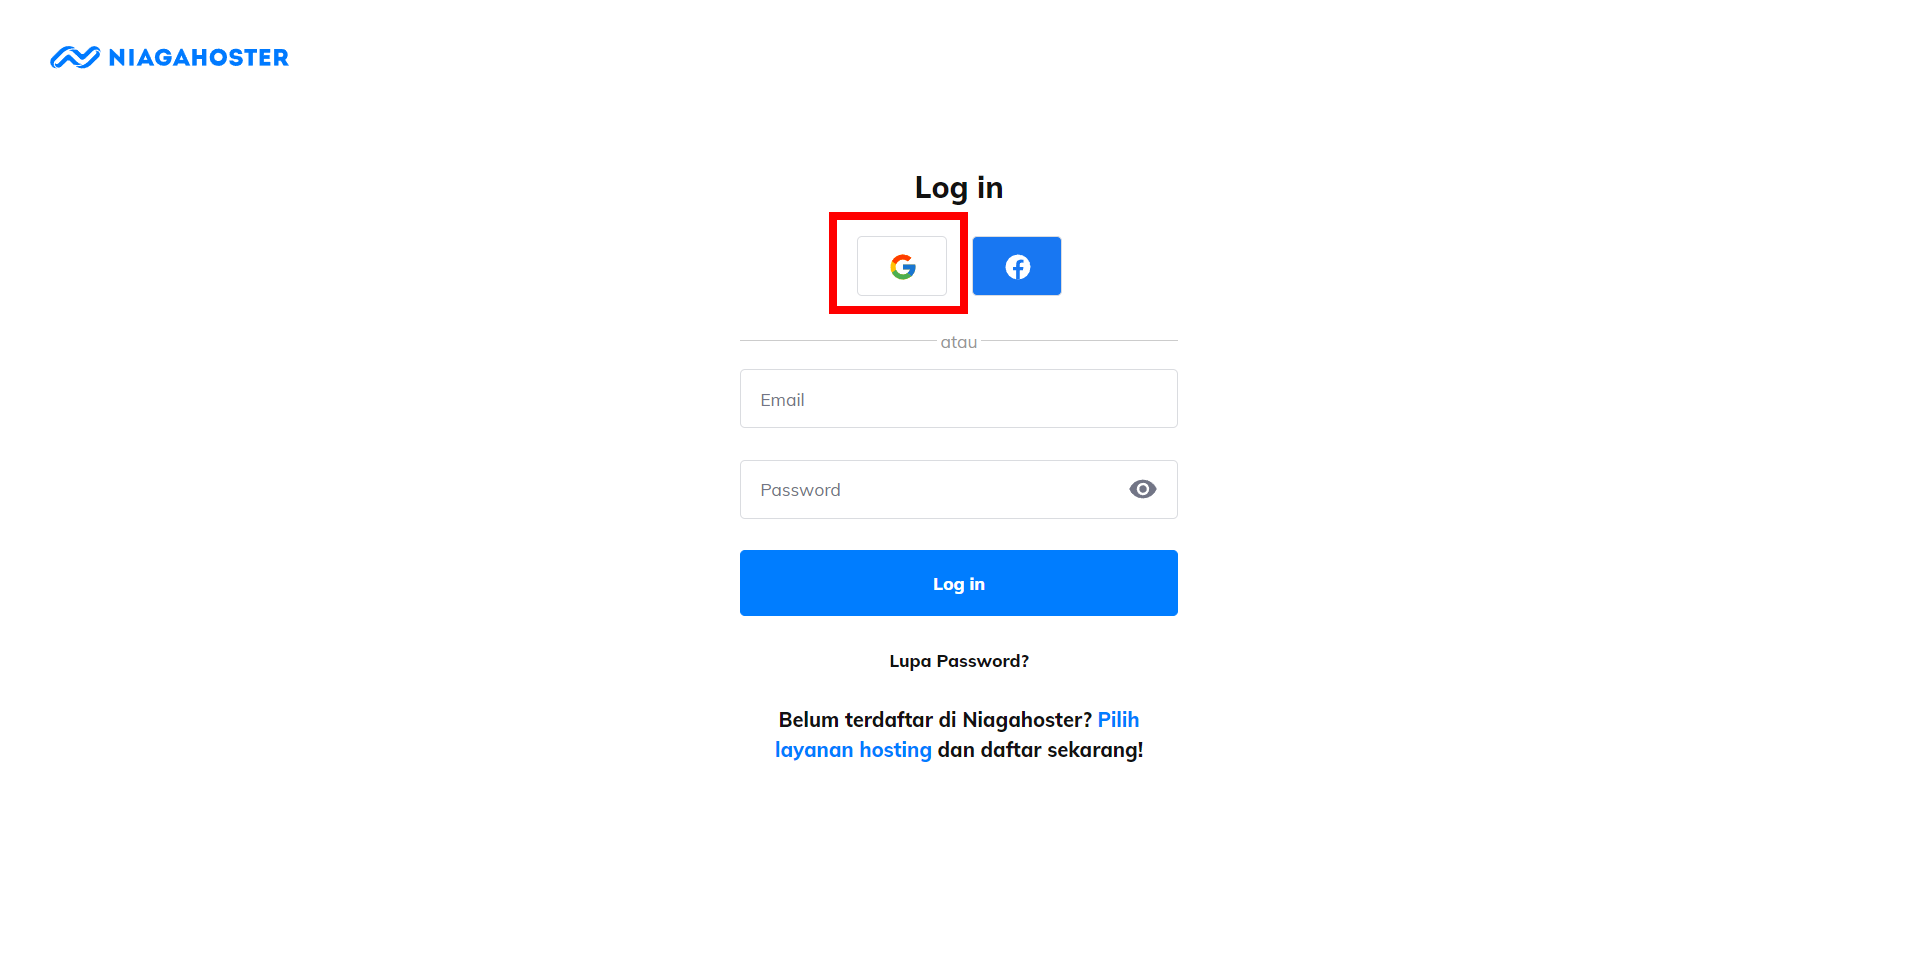 NIAGAHOSTER
Log in
atau
Email
Password
Log in
Lupa Password?
Belum terdaftar di Niagahoster? Pilih
layanan hosting dan daftar sekarang!